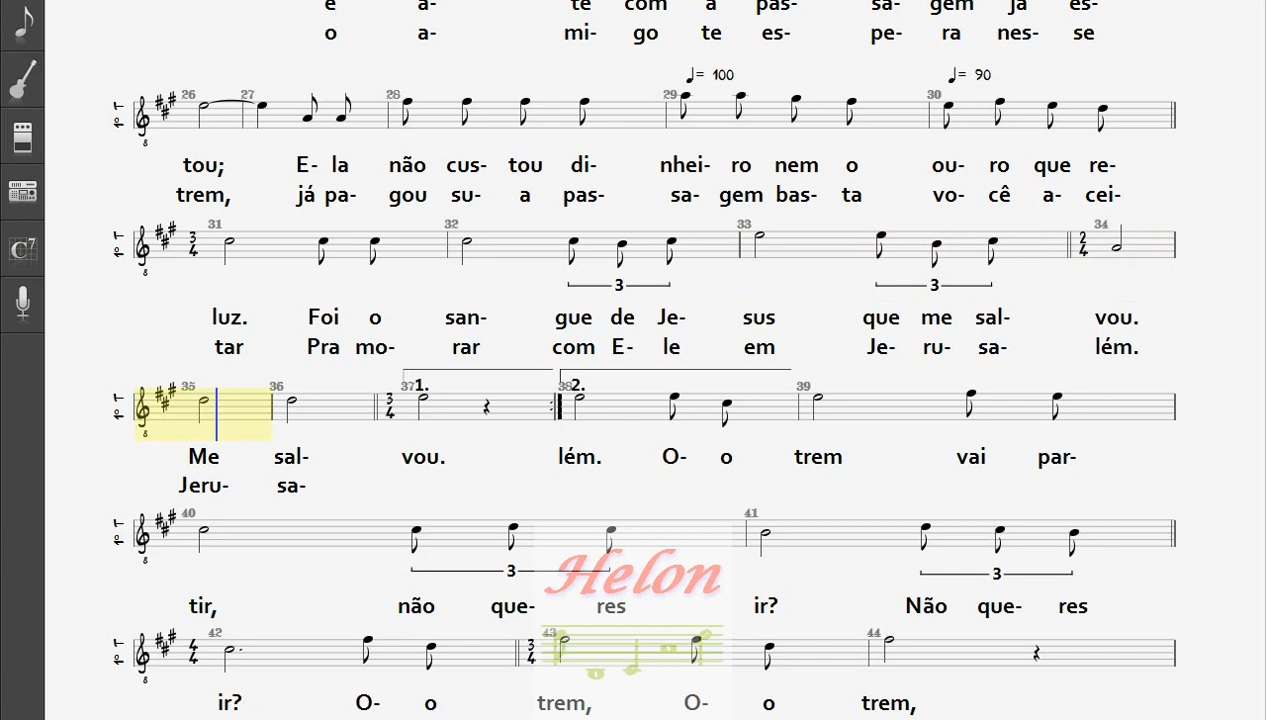 e a- te com a pas- sa- gem já es-
o a- mi- go te es- pe- ra nes- se
= 100 = 90
26 27 28 29 30
tou; E- la não cus- tou di- nhei- ro nem o ou- ro que re-
trem, já pa- gou su- a pas- sa- gem bas- ta vo- cê a- cei-
31 32 33 34
3 3
luz. Foi o san- gue de Je- sus que me sal- vou.
tar Pra mo- rar com E- le em Je- ru- sa- lém.
35 36 37 1. 38 2. 39
Me sal- vou. lém. O- o trem vai par-
Jeru- sa-
40 41
3 3
tir, não que- res ir? Não que- res
Helon
42 43 44
ir? O- o trem, O- o trem,
C7